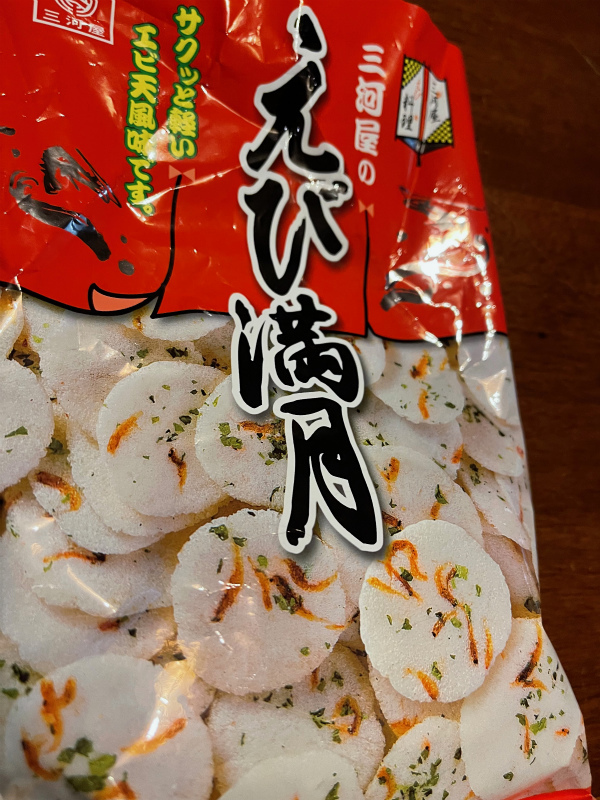 三河屋
サクッと軽い
エビ天風味です。
えび満月
三河屋の
料理